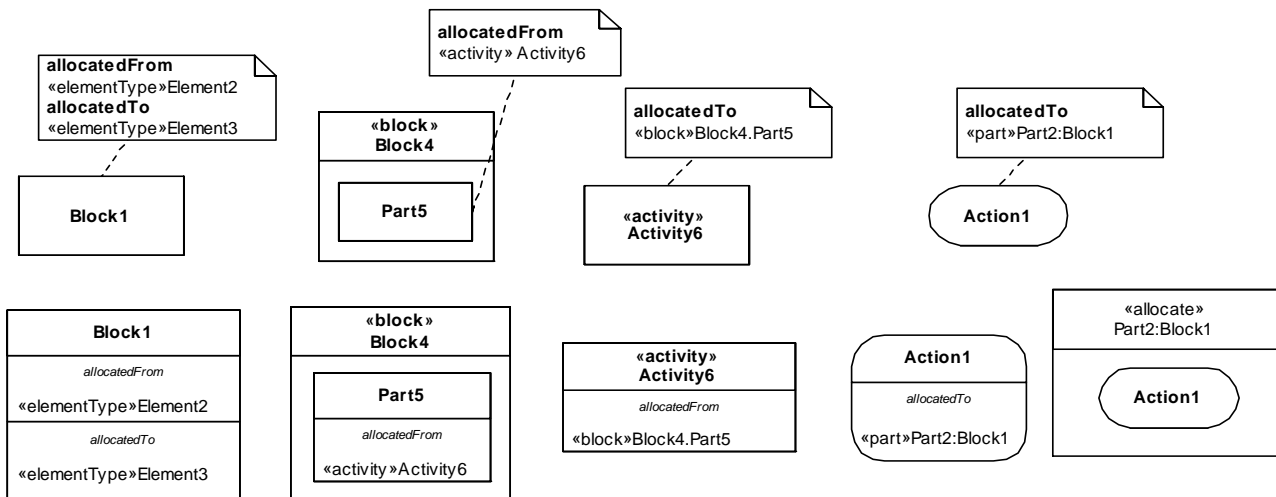 allocatedFrom
«elementType»Element2
allocatedTo
«elementType»Element3
Block1
allocatedFrom
«activity» Activity6
«block»
Block4
Part5
allocatedTo
«block»Block4.Part5
«activity»
Activity6
allocatedTo
«part»Part2:Block1
Action1
Block1
allocatedFrom
«elementType»Element2
allocatedTo
«elementType»Element3
«block»
Block4
Part5
allocatedFrom
«activity»Activity6
«activity»
Activity6
allocatedFrom
«block»Block4.Part5
Action1
allocatedTo
«part»Part2:Block1
«allocate»
Part2:Block1
Action1